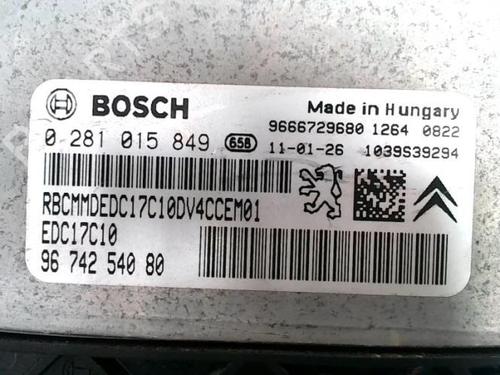 BOSCH
Made in Hungary
0 281 015 849 658
9666729680 1264 0822
11-01-26 1039S39294
RBCMMDEDC17C10DV4CCEM01
EDC17C10
96 742 540 80